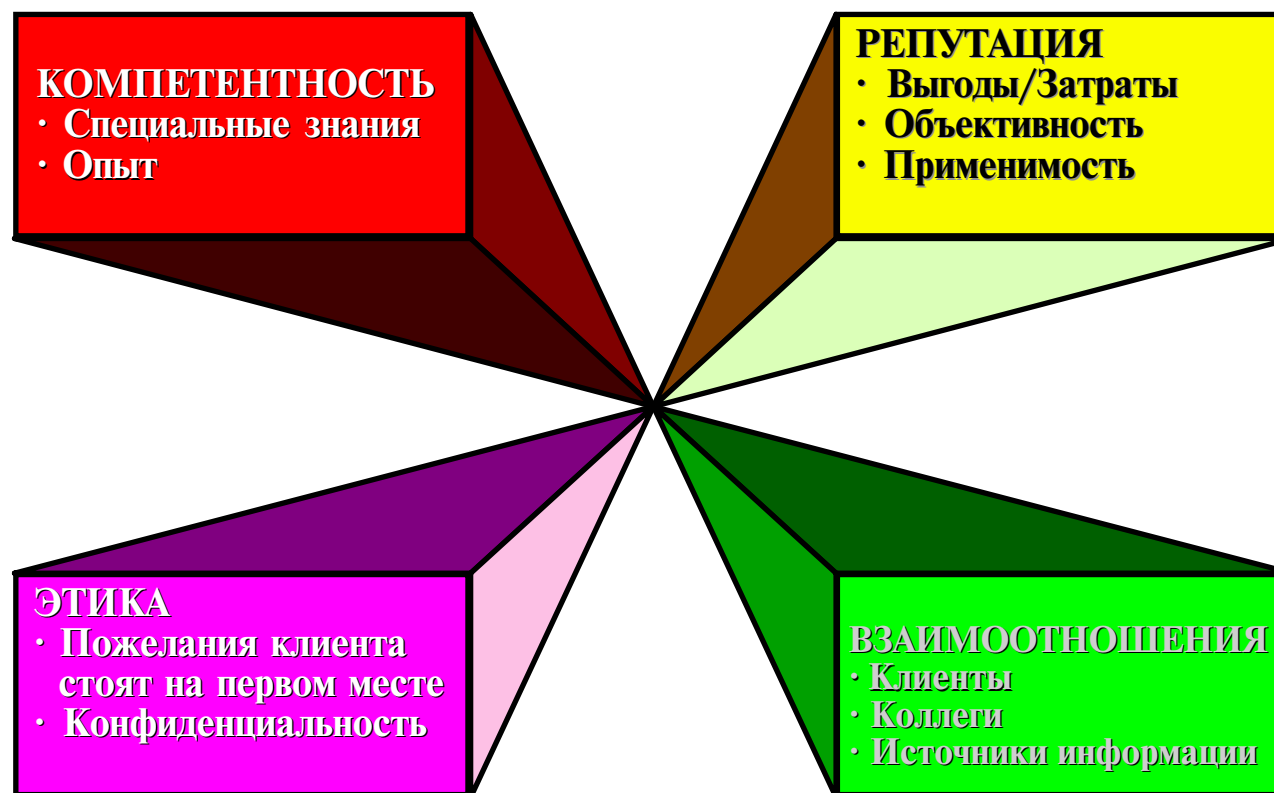 КОМПЕТЕНТНОСТЬ
· Специальные знания
· Опыт
РЕПУТАЦИЯ
· Выгоды/Затраты
· Объективность
· Применимость
ЭТИКА
· Пожелания клиента
стоят на первом месте
· Конфиденциальность
ВЗАИМООТНОШЕНИЯ
· Клиенты
· Коллеги
· Источники информации